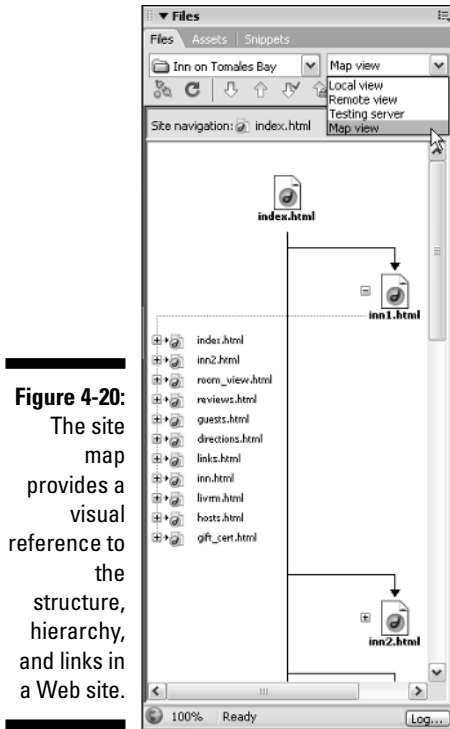 Files
Files Assets Snippets
Inn on Tomales Bay Map view
Local view
Remote view
Testing server
Map view
Site navigation: index.html
index.html
inn1.html
index.html
inn2.html
room_view.html
reviews.html
guests.html
directions.html
links.html
inn.html
livrm.html
hosts.html
gift_cert.html
inn2.html
100% Ready Log...
Figure 4-20:
The site
map
provides a
visual
reference to
the
structure,
hierarchy,
and links in
a Web site.